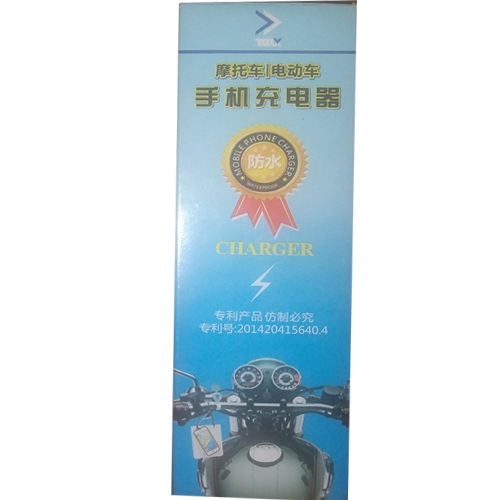 摩托车|电动车
手机充电器
MOBILE PHONE CHARGER
防水
WATERPROOF
CHARGER
专利产品 仿制必究
专利号:201420415640.4